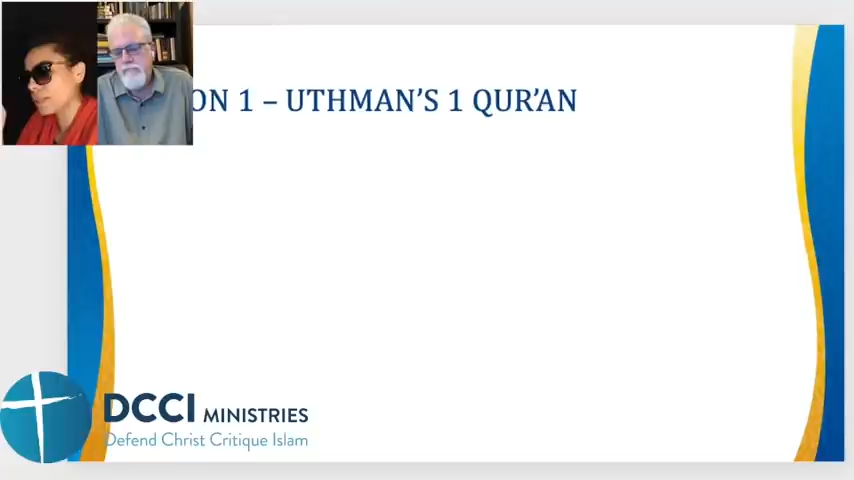 ON 1 – UTHMAN’S 1 QUR’AN
DCCI MINISTRIES
Defend Christ Critique Islam